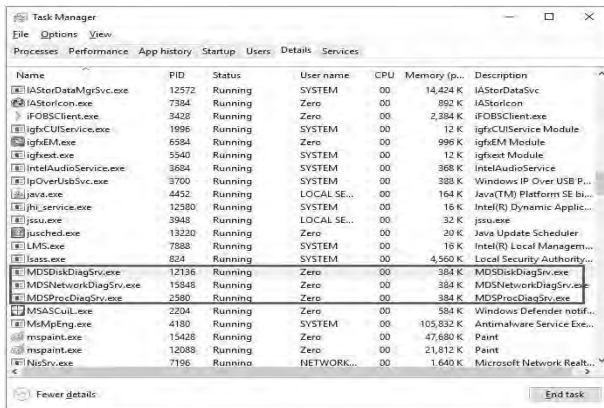 Task Manager
File Options View
Processes Performance App history Startup Users Details Services
Name PID Status User name CPU Memory (p... Description
IAStorDataMgrSvc.exe 12572 Running SYSTEM 00 14,424 K IAStorDataSvc
IAStorIcon.exe 7384 Running Zero 00 892 K IAStorIcon
iFOBSClient.exe 3428 Running Zero 00 2,384 K iFOBSClient.exe
igfxCUIService.exe 1996 Running SYSTEM 00 12 K igfxCUIService Module
igfxEM.exe 6584 Running Zero 00 996 K igfxEM Module
igfxext.exe 5540 Running SYSTEM 00 12 K igfxext Module
IntelAudioService.exe 3684 Running SYSTEM 00 368 K IntelAudioService
IpOverUsbSvc.exe 3700 Running SYSTEM 00 388 K Windows IP Over USB P...
java.exe 4452 Running LOCAL SE... 00 164 K Java(TM) Platform SE bi...
jhi_service.exe 12580 Running SYSTEM 00 16 K Intel(R) Dynamic Applic...
jssu.exe 3948 Running LOCAL SE... 00 32 K jssu.exe
jusched.exe 13220 Running Zero 00 20 K Java Update Scheduler
LMS.exe 7888 Running SYSTEM 00 16 K Intel(R) Local Managem...
lsass.exe 824 Running SYSTEM 00 4,560 K Local Security Authority...
MDSDiskDiagSrv.exe 12136 Running Zero 00 384 K MDSDiskDiagSrv.exe
MDSNetworkDiagSrv.exe 15848 Running Zero 00 384 K MDSNetworkDiagSrv.exe
MDSProcDiagSrv.exe 2580 Running Zero 00 384 K MDSProcDiagSrv.exe
MSASCuiL.exe 2204 Running Zero 00 584 K Windows Defender notif...
MsMpEng.exe 4180 Running SYSTEM 00 105,832 K Antimalware Service Exe...
mspaint.exe 15428 Running Zero 00 47,680 K Paint
mspaint.exe 12088 Running Zero 00 21,812 K Paint
NisSrv.exe 7196 Running NETWORK... 00 1,640 K Microsoft Network Realt...
Fewer details End task